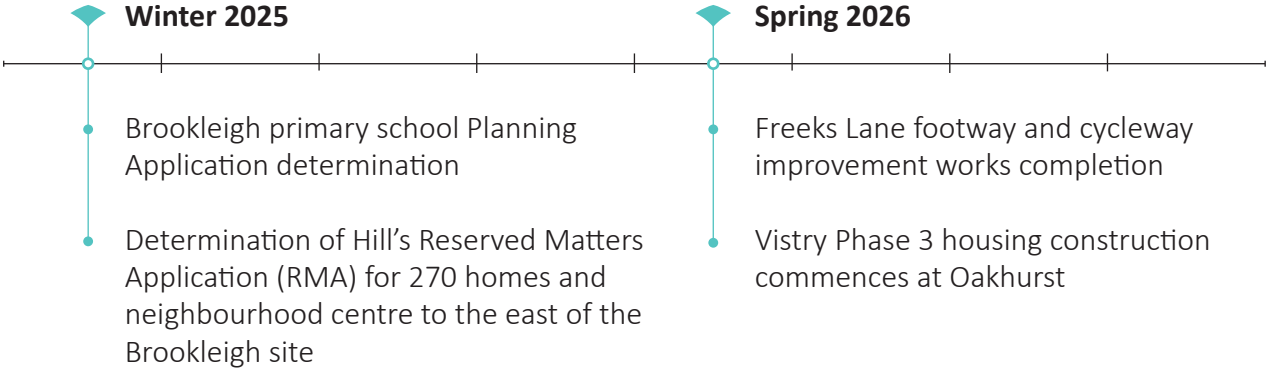 Winter 2025
Brookleigh primary school Planning
Application determination
Determination of Hill’s Reserved Matters
Application (RMA) for 270 homes and
neighbourhood centre to the east of the
Brookleigh site
Spring 2026
Freeks Lane footway and cycleway
improvement works completion
Vistry Phase 3 housing construction
commences at Oakhurst